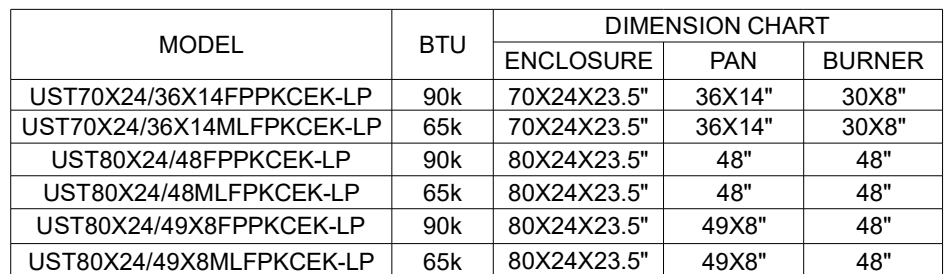 MODEL BTU DIMENSION CHART
ENCLOSURE PAN BURNER
UST70X24/36X14FPPKCEK-LP 90k 70X24X23.5" 36X14" 30X8"
UST70X24/36X14MLFPKCEK-LP 65k 70X24X23.5" 36X14" 30X8"
UST80X24/48FPPKCEK-LP 90k 80X24X23.5" 48" 48"
UST80X24/48MLFPKCEK-LP 65k 80X24X23.5" 48" 48"
UST80X24/49X8FPPKCEK-LP 90k 80X24X23.5" 49X8" 48"
UST80X24/49X8MLFPKCEK-LP 65k 80X24X23.5" 49X8" 48"